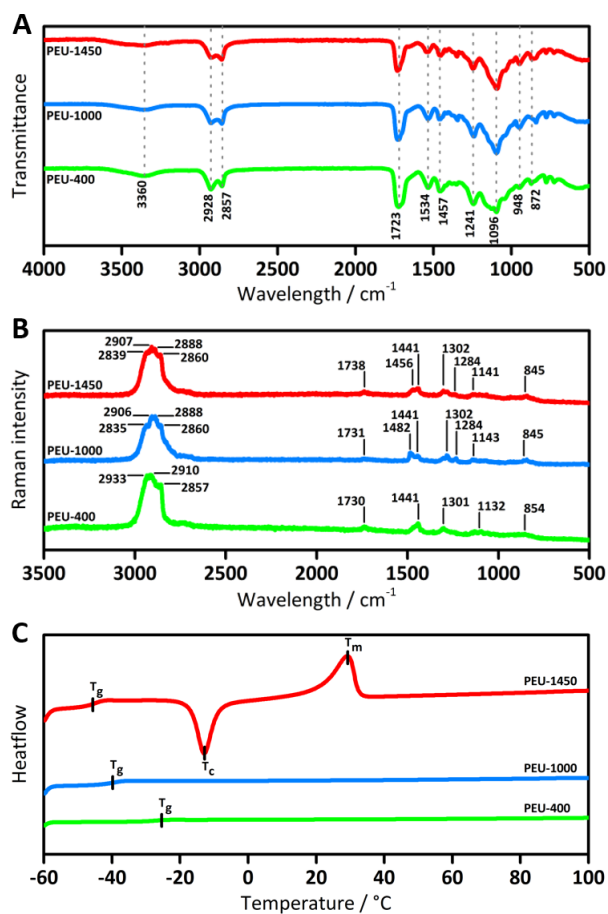 A
PEU-1450
PEU-1000
PEU-400
Transmittance
3360
2928
2857
1723
1534
1457
1241
1096
948
872
4000 3500 3000 2500 2000 1500 1000 500
Wavelength / cm⁻¹
B
2907 2888
2839 2860
1738 1456 1441 1302 1284 1141 845
PEU-1450
2906 2888
2835 2860
1731 1482 1441 1302 1284 1143 845
PEU-1000
2933 2910
2857
1730 1441 1301 1132 854
PEU-400
Raman intensity
3500 3000 2500 2000 1500 1000 500
Wavelength / cm⁻¹
C
Tm
PEU-1450
Tg
Tc
PEU-1000
Tg
PEU-400
Tg
Heatflow
-60 -40 -20 0 20 40 60 80 100
Temperature / °C